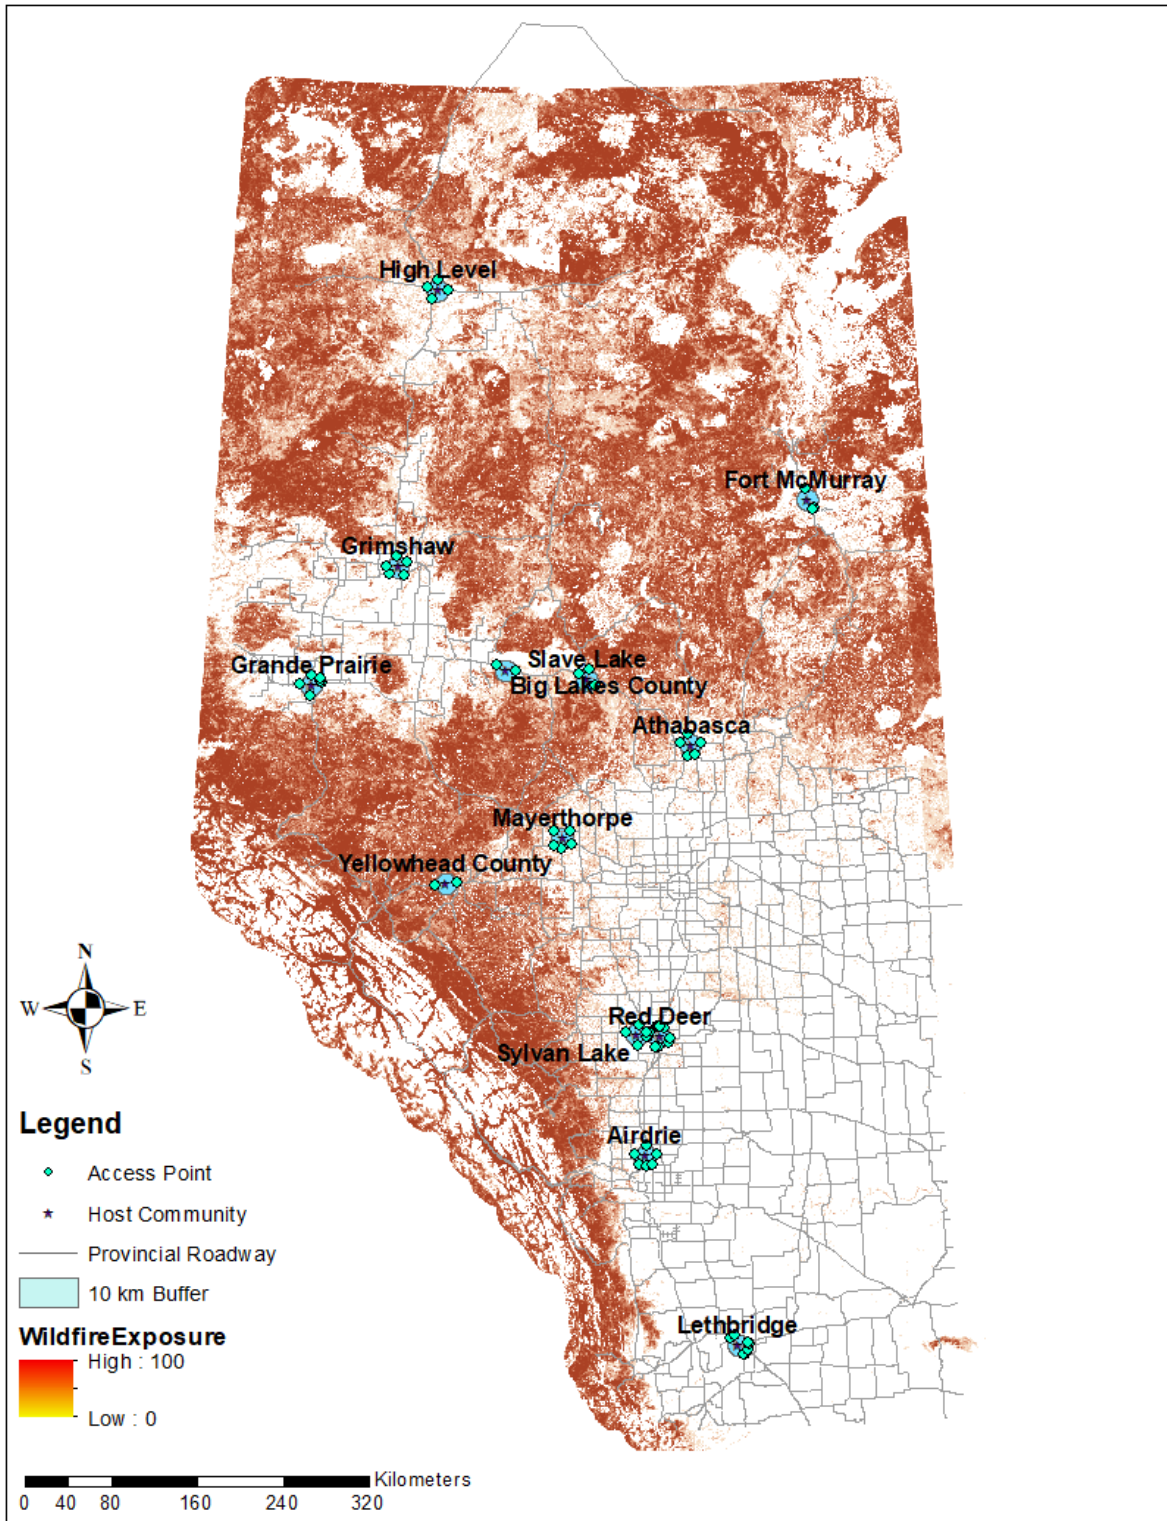 High Level
Fort McMurray
Grimshaw
Slave Lake
Grande Prairie
Big Lakes County
Athabasca
Mayerthorpe
Yellowhead County
N
W E
S
Red Deer
Sylvan Lake
Airdrie
Lethbridge
Legend
Access Point
Host Community
Provincial Roadway
10 km Buffer
WildfireExposure
High : 100
Low : 0
Kilometers
0 40 80 160 240 320